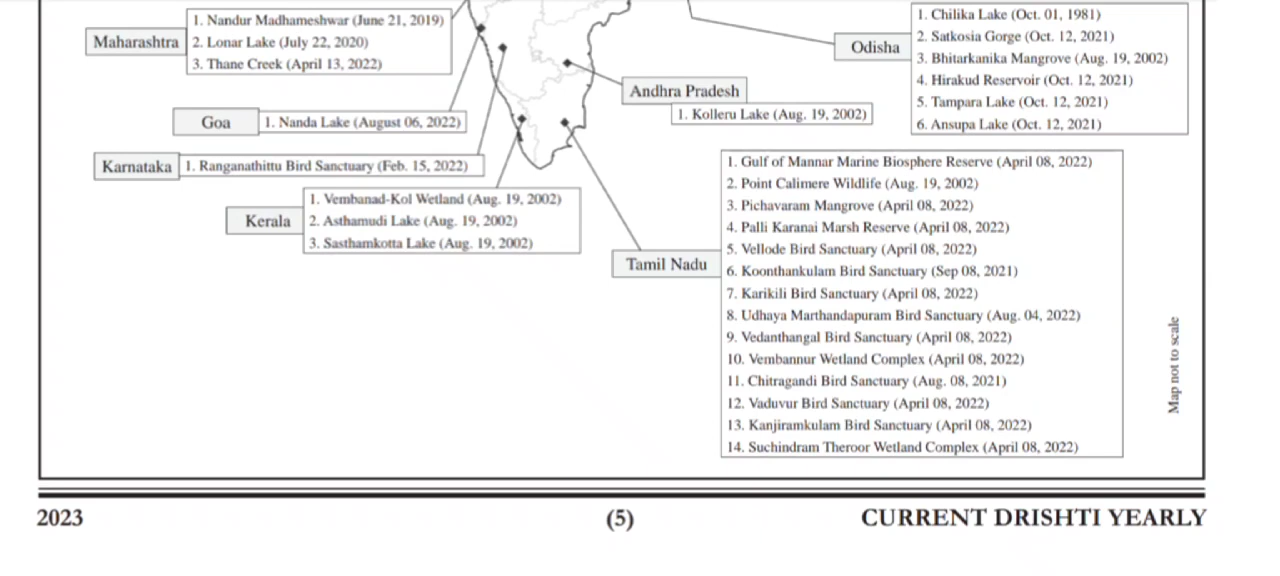 Maharashtra
1. Nandur Madhameshwar (June 21, 2019)
2. Lonar Lake (July 22, 2020)
3. Thane Creek (April 13, 2022)
Goa
1. Nanda Lake (August 06, 2022)
Karnataka
1. Ranganathittu Bird Sanctuary (Feb. 15, 2022)
Kerala
1. Vembanad-Kol Wetland (Aug. 19, 2002)
2. Asthamudi Lake (Aug. 19, 2002)
3. Sasthamkotta Lake (Aug. 19, 2002)
Andhra Pradesh
1. Kolleru Lake (Aug. 19, 2002)
Odisha
1. Chilika Lake (Oct. 01, 1981)
2. Satkosia Gorge (Oct. 12, 2021)
3. Bhitarkanika Mangrove (Aug. 19, 2002)
4. Hirakud Reservoir (Oct. 12, 2021)
5. Tampara Lake (Oct. 12, 2021)
6. Ansupa Lake (Oct. 12, 2021)
Tamil Nadu
1. Gulf of Mannar Marine Biosphere Reserve (April 08, 2022)
2. Point Calimere Wildlife (Aug. 19, 2002)
3. Pichavaram Mangrove (April 08, 2022)
4. Palli Karanai Marsh Reserve (April 08, 2022)
5. Vellode Bird Sanctuary (April 08, 2022)
6. Koonthankulam Bird Sanctuary (Sep 08, 2021)
7. Karikili Bird Sanctuary (April 08, 2022)
8. Udhaya Marthandapuram Bird Sanctuary (Aug. 04, 2022)
9. Vedanthangal Bird Sanctuary (April 08, 2022)
10. Vembannur Wetland Complex (April 08, 2022)
11. Chitragandi Bird Sanctuary (Aug. 08, 2021)
12. Vaduvur Bird Sanctuary (April 08, 2022)
13. Kanjiramkulam Bird Sanctuary (April 08, 2022)
14. Suchindram Theroor Wetland Complex (April 08, 2022)
Map not to scale
2023
(5)
CURRENT DRISHTI YEARLY